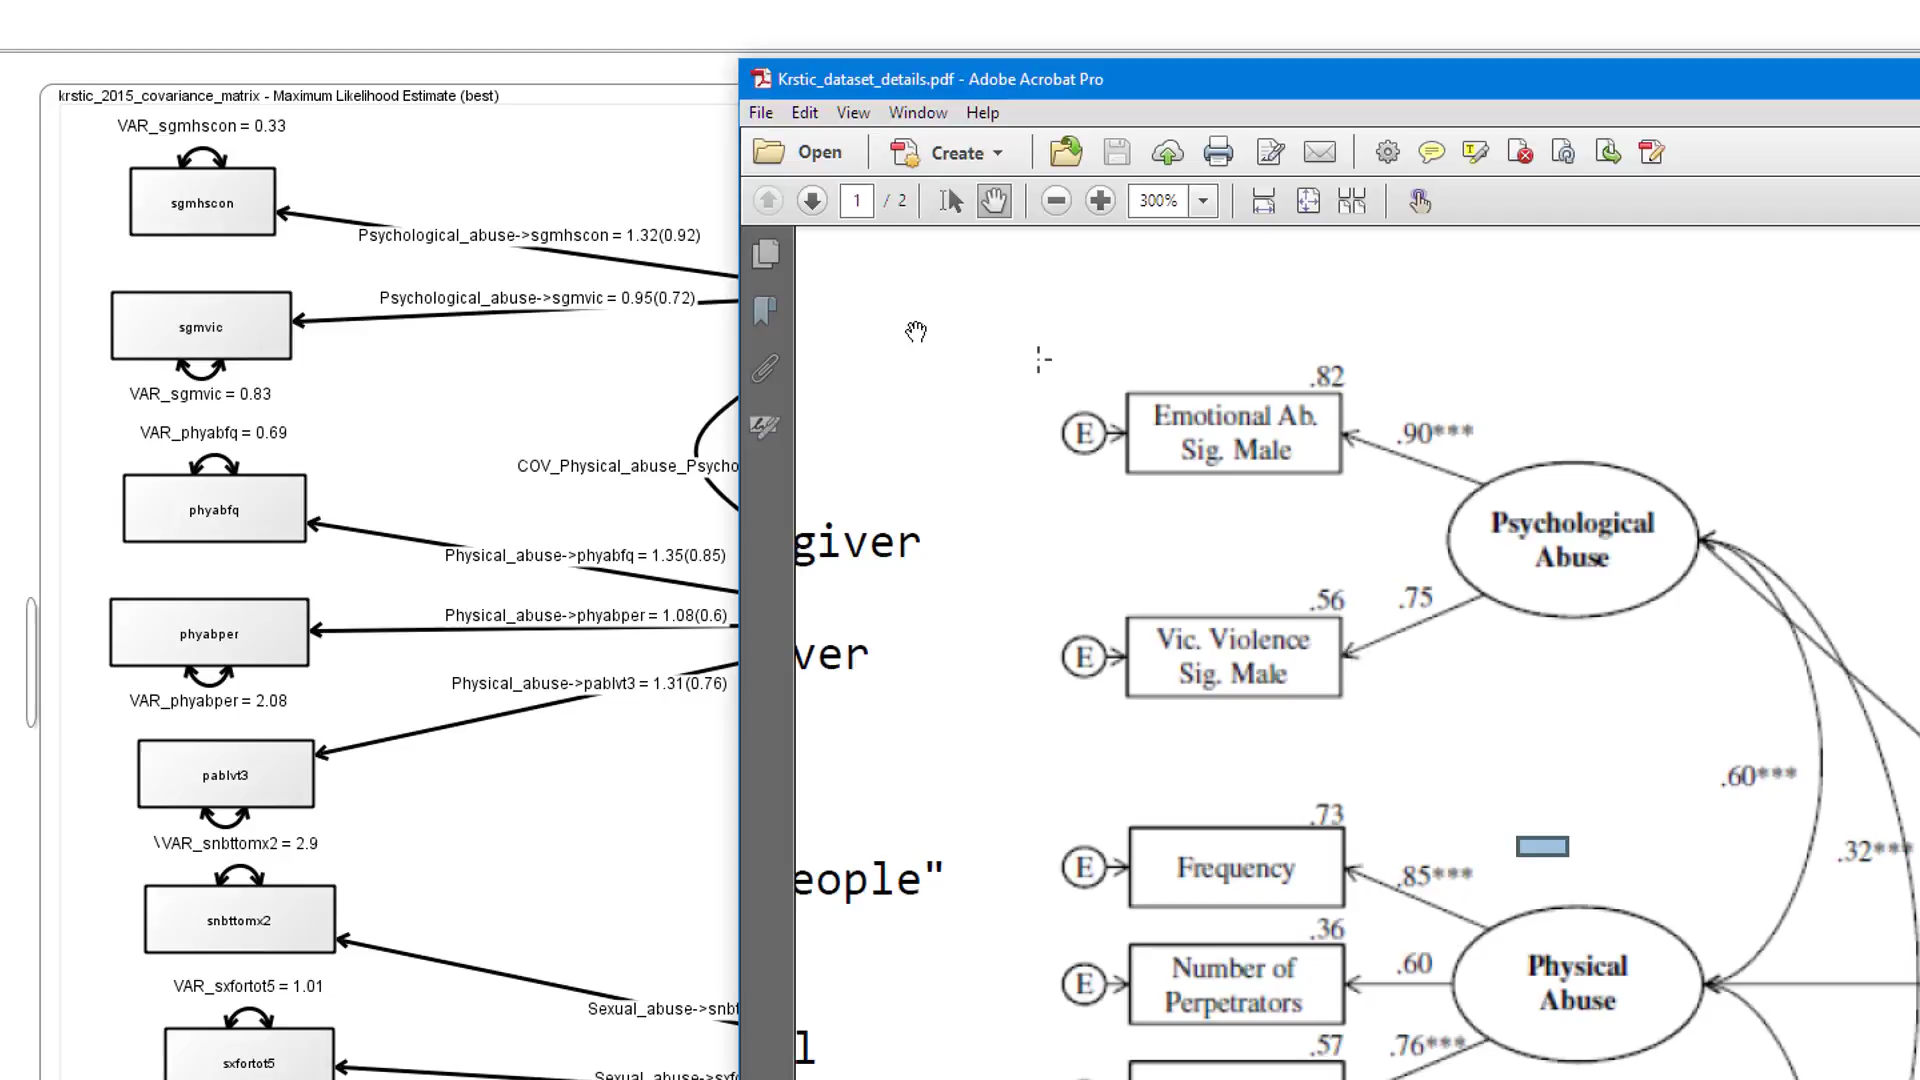 krstic_2015_covariance_matrix - Maximum Likelihood Estimate (best)
VAR_sgmhscon = 0.33
sgmhscon
Psychological_abuse->sgmhscon = 1.32(0.92)
Psychological_abuse->sgmvic = 0.95(0.72)
sgmvic
VAR_sgmvic = 0.83
VAR_phyabfq = 0.69
COV_Physical_abuse_Psycho
phyabfq
Physical_abuse->phyabfq = 1.35(0.85)
Physical_abuse->phyabper = 1.08(0.6)
phyabper
Physical_abuse->pablvt3 = 1.31(0.76)
VAR_phyabper = 2.08
pablvt3
VAR_snbttomx2 = 2.9
snbttomx2
VAR_sxfortot5 = 1.01
Sexual_abuse->snbt
sxfortot5
Sexual_abuse->sxfo
Krstic_dataset_details.pdf - Adobe Acrobat Pro
File Edit View Window Help
Open Create
1 / 2 300%
.82
Emotional Ab.
Sig. Male
E
.90***
Psychological
Abuse
giver
.56
.75
Vic. Violence
Sig. Male
E
ver
.60***
.73
Frequency
E
.85***
.32***
eople"
.36
Number of
Perpetrators
E
.60
Physical
Abuse
.57
.76***
l